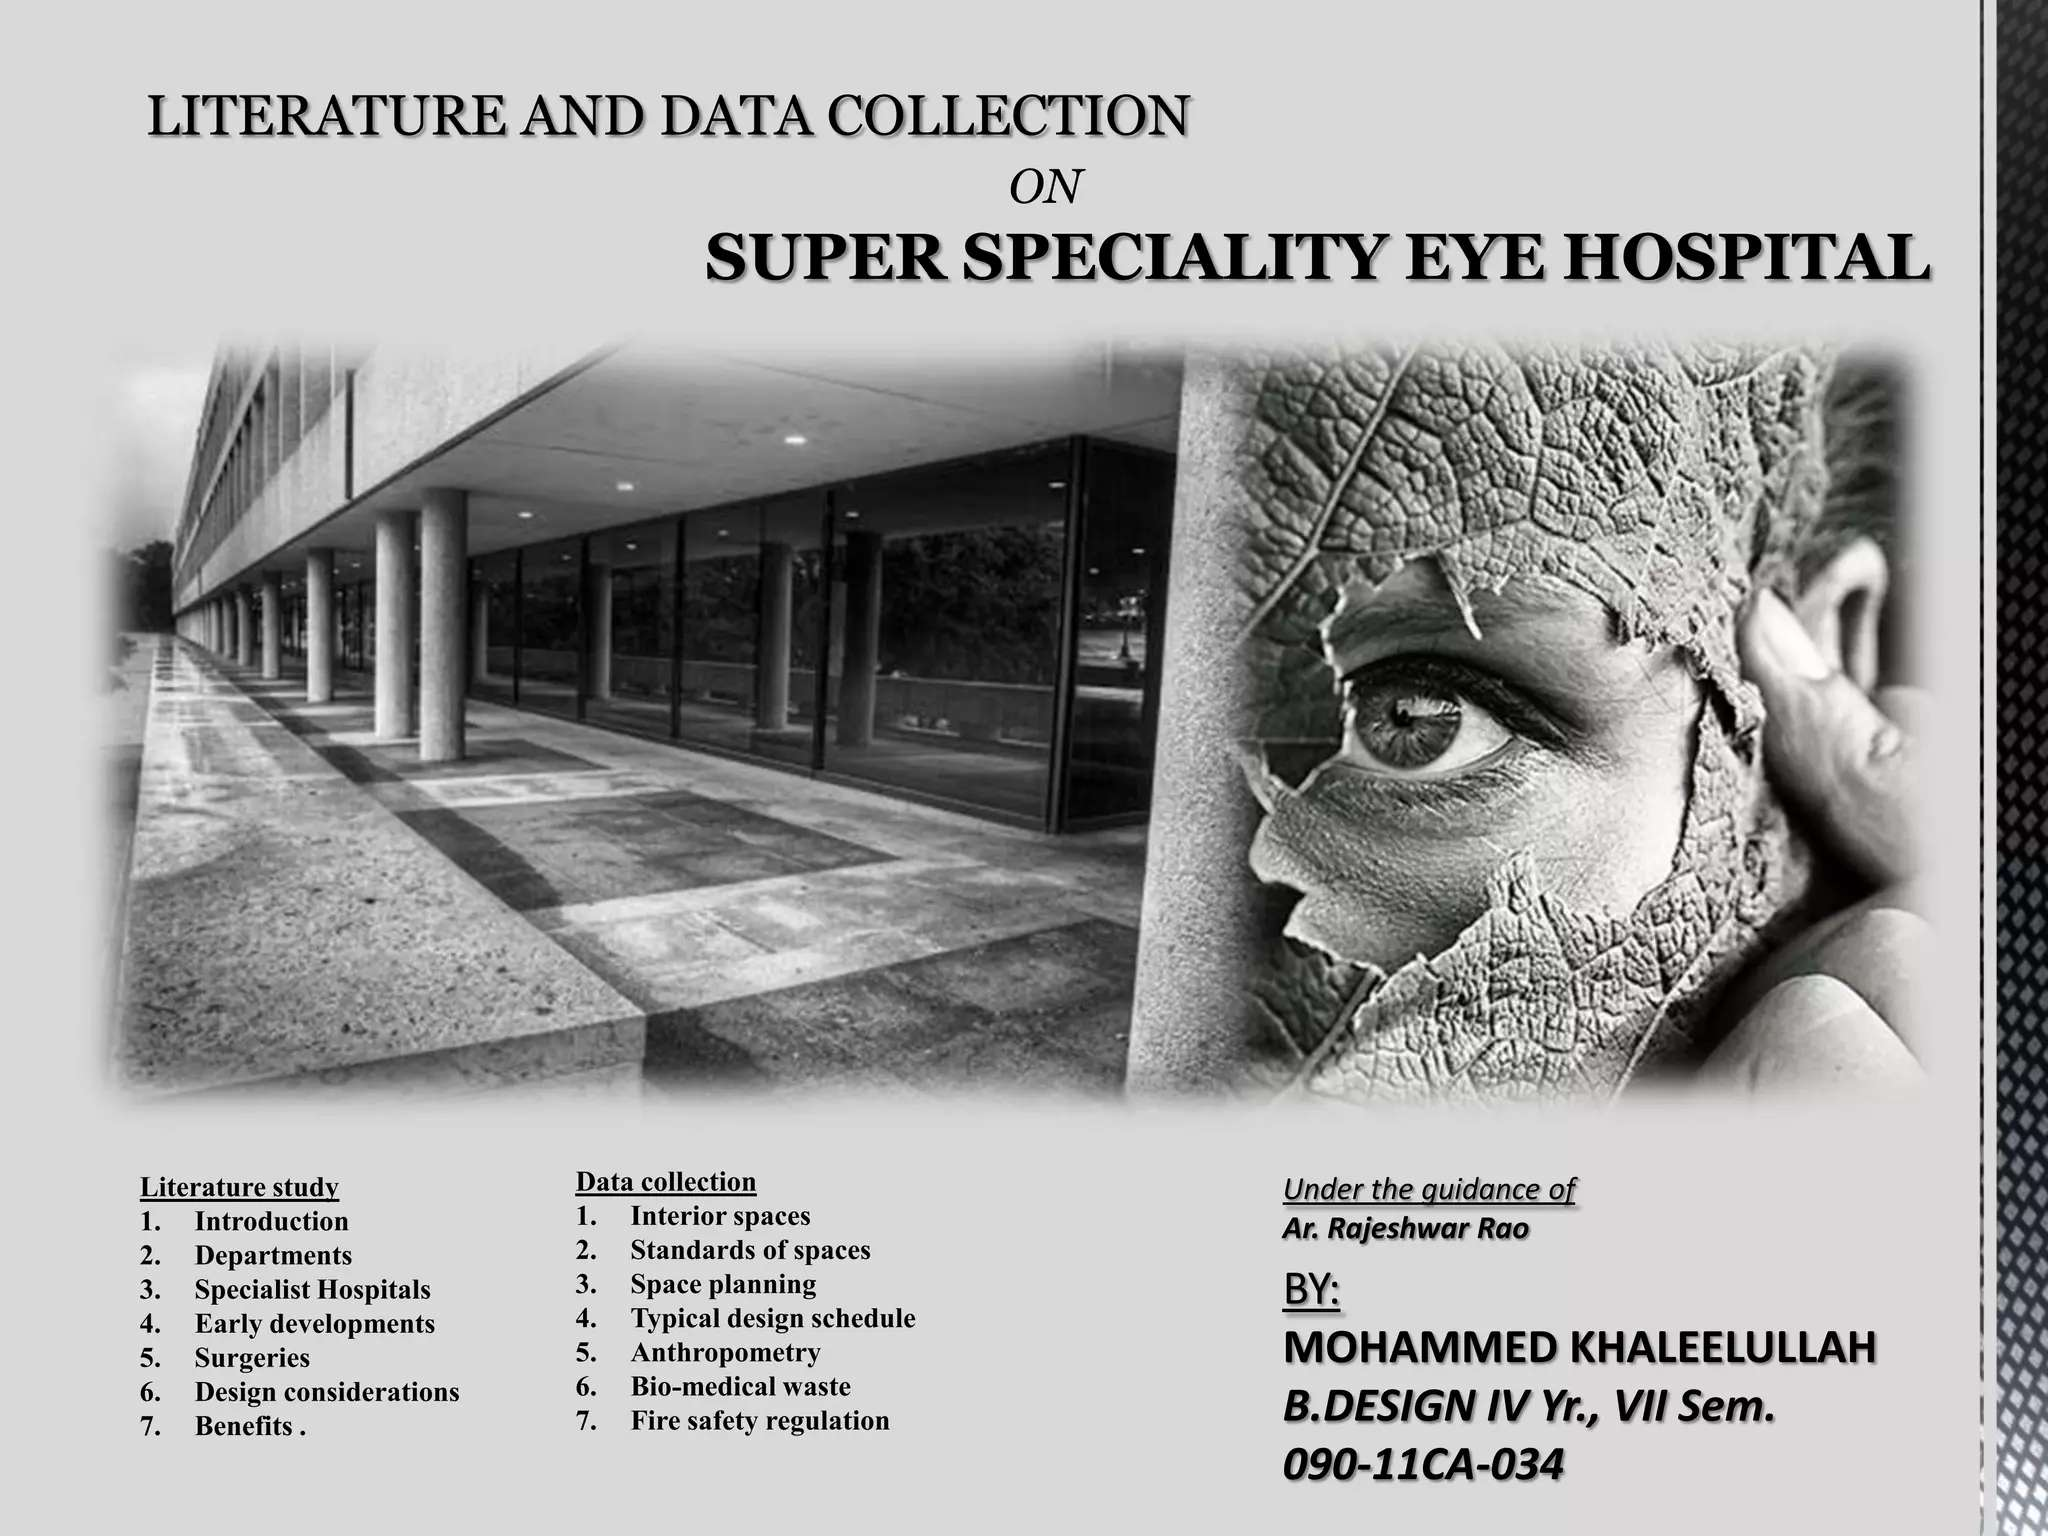 LITERATURE AND DATA COLLECTION
ON
SUPER SPECIALITY EYE HOSPITAL
Literature study
1. Introduction
2. Departments
3. Specialist Hospitals
4. Early developments
5. Surgeries
6. Design considerations
7. Benefits .
Data collection
1. Interior spaces
2. Standards of spaces
3. Space planning
4. Typical design schedule
5. Anthropometry
6. Bio-medical waste
7. Fire safety regulation
Under the guidance of
Ar. Rajeshwar Rao
BY:
MOHAMMED KHALEELULLAH
B.DESIGN IV Yr., VII Sem.
090-11CA-034